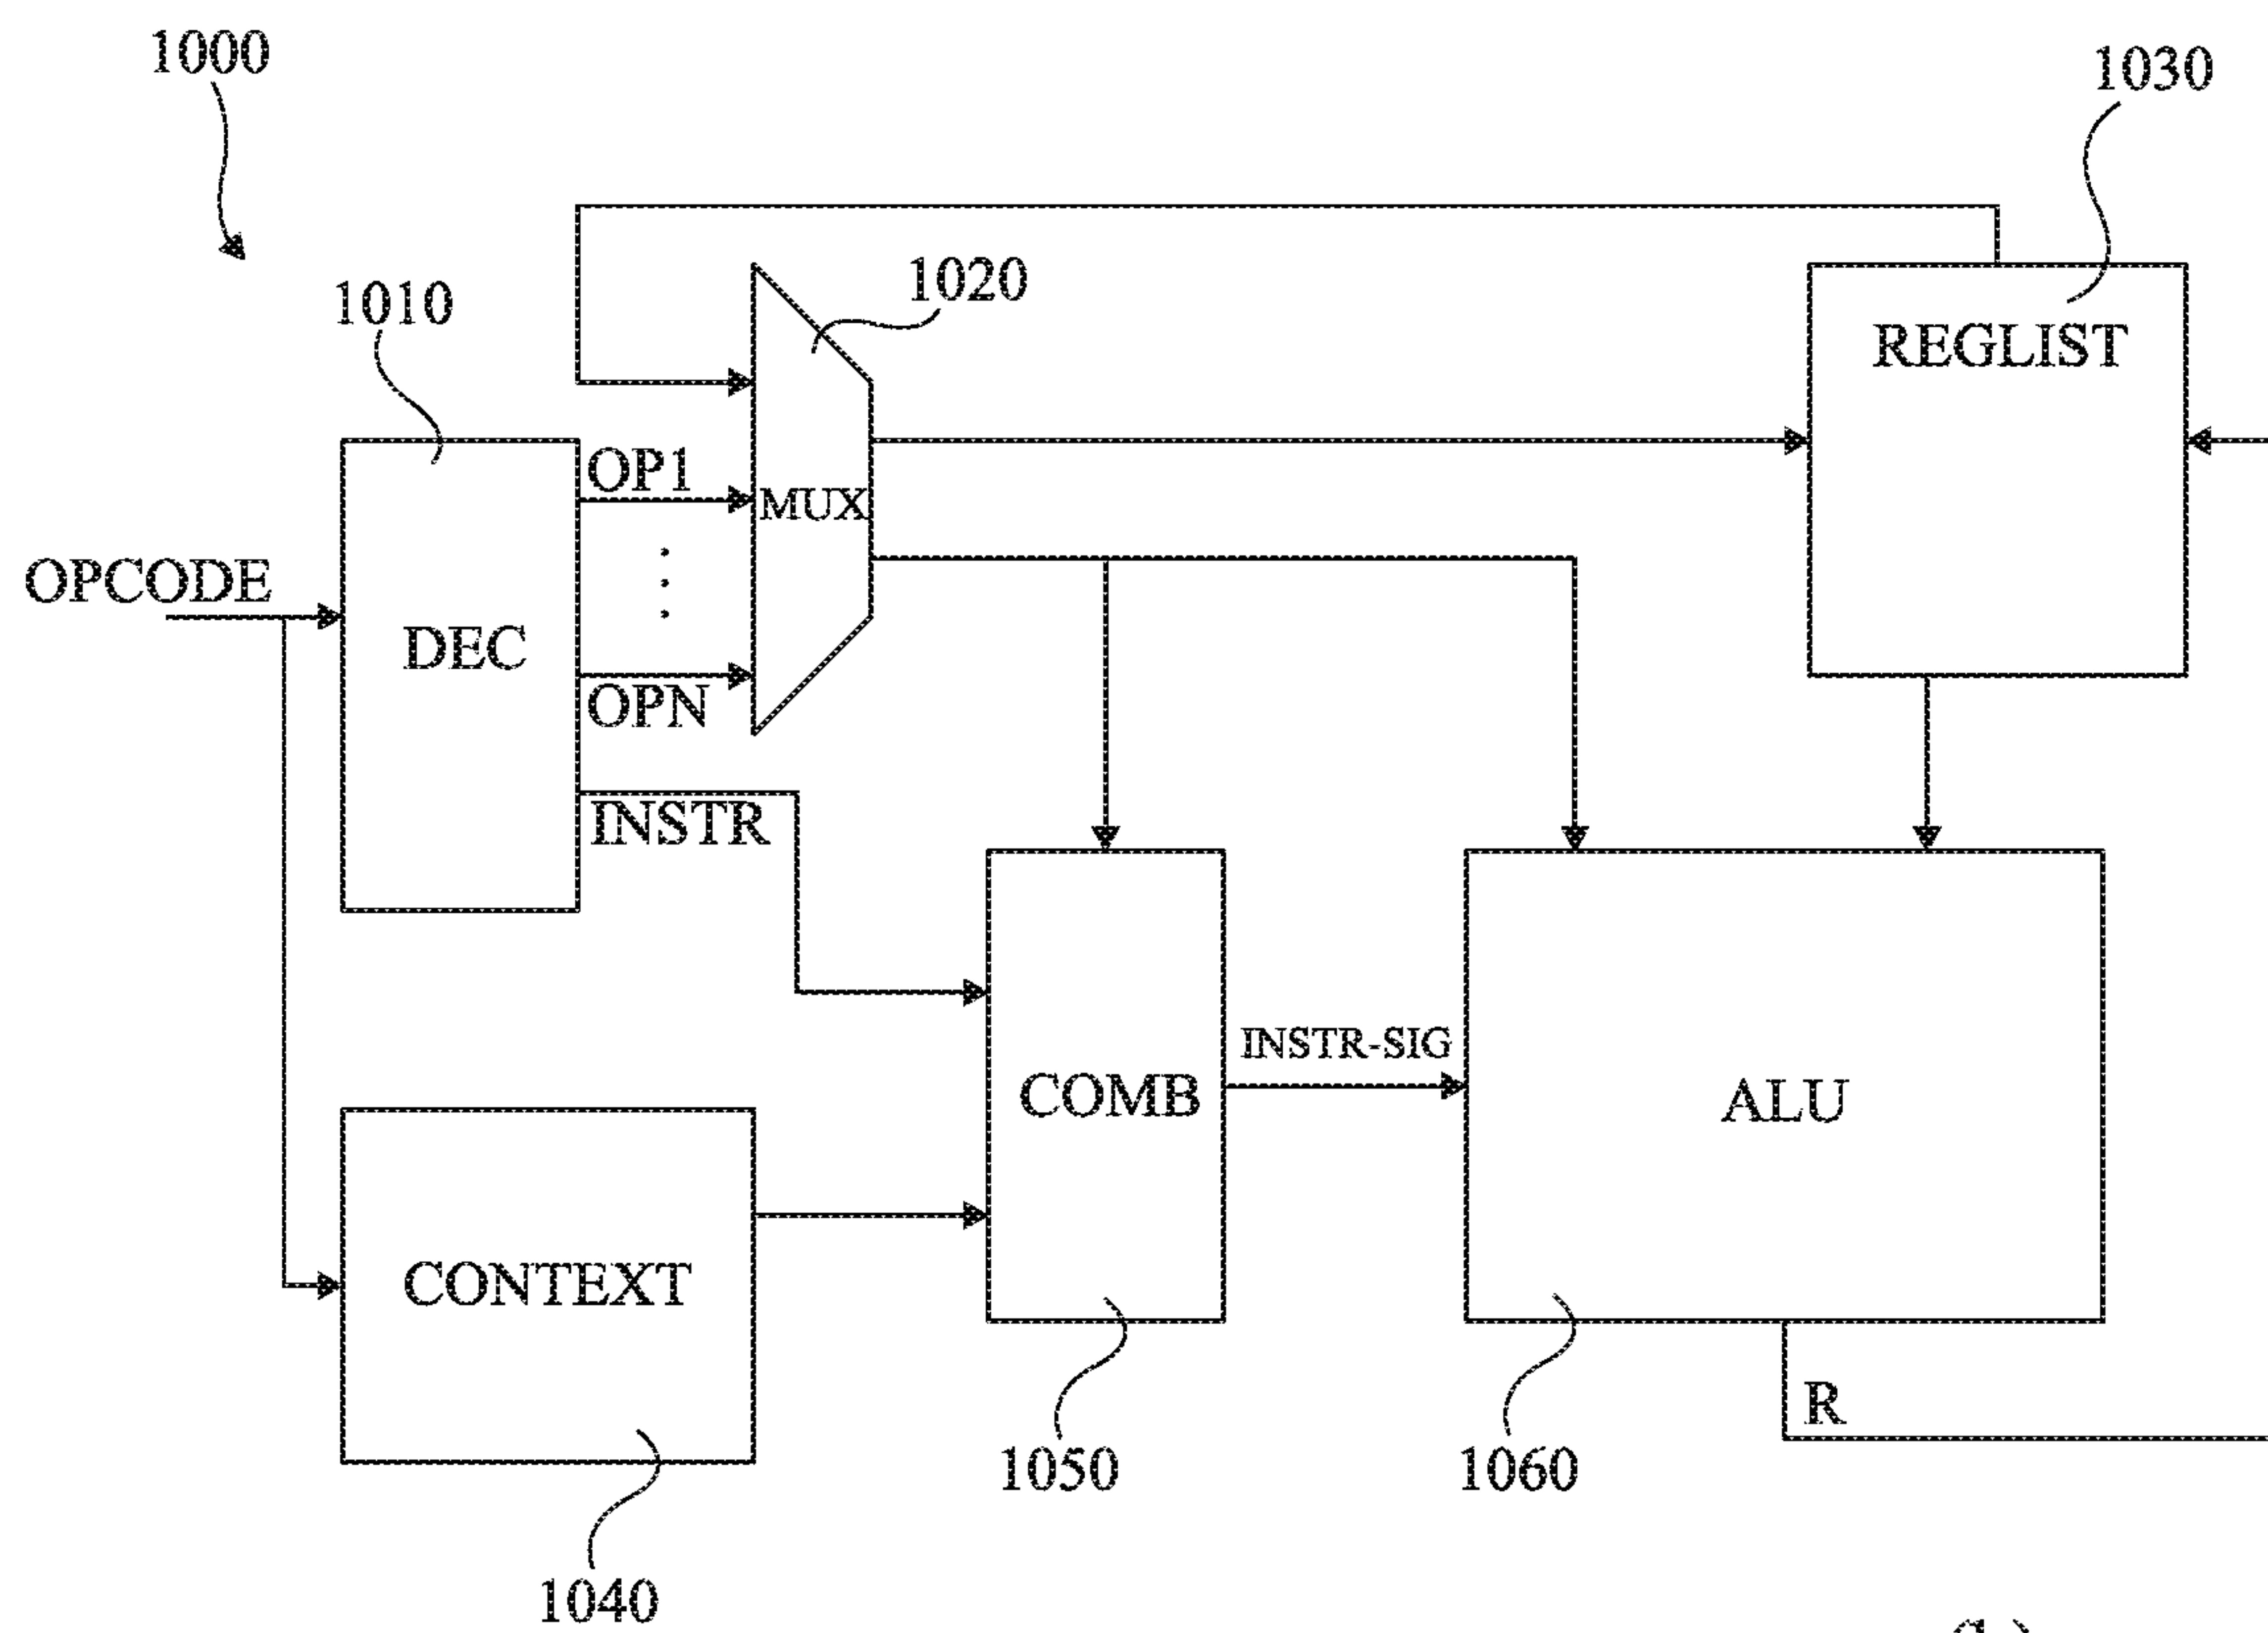 1000
1030
1020
1010
REGLIST
OP1
MUX
OPCODE
DEC
OPN
INSTR
INSTR-SIG
COMB
ALU
CONTEXT
R
1050
1060
1040